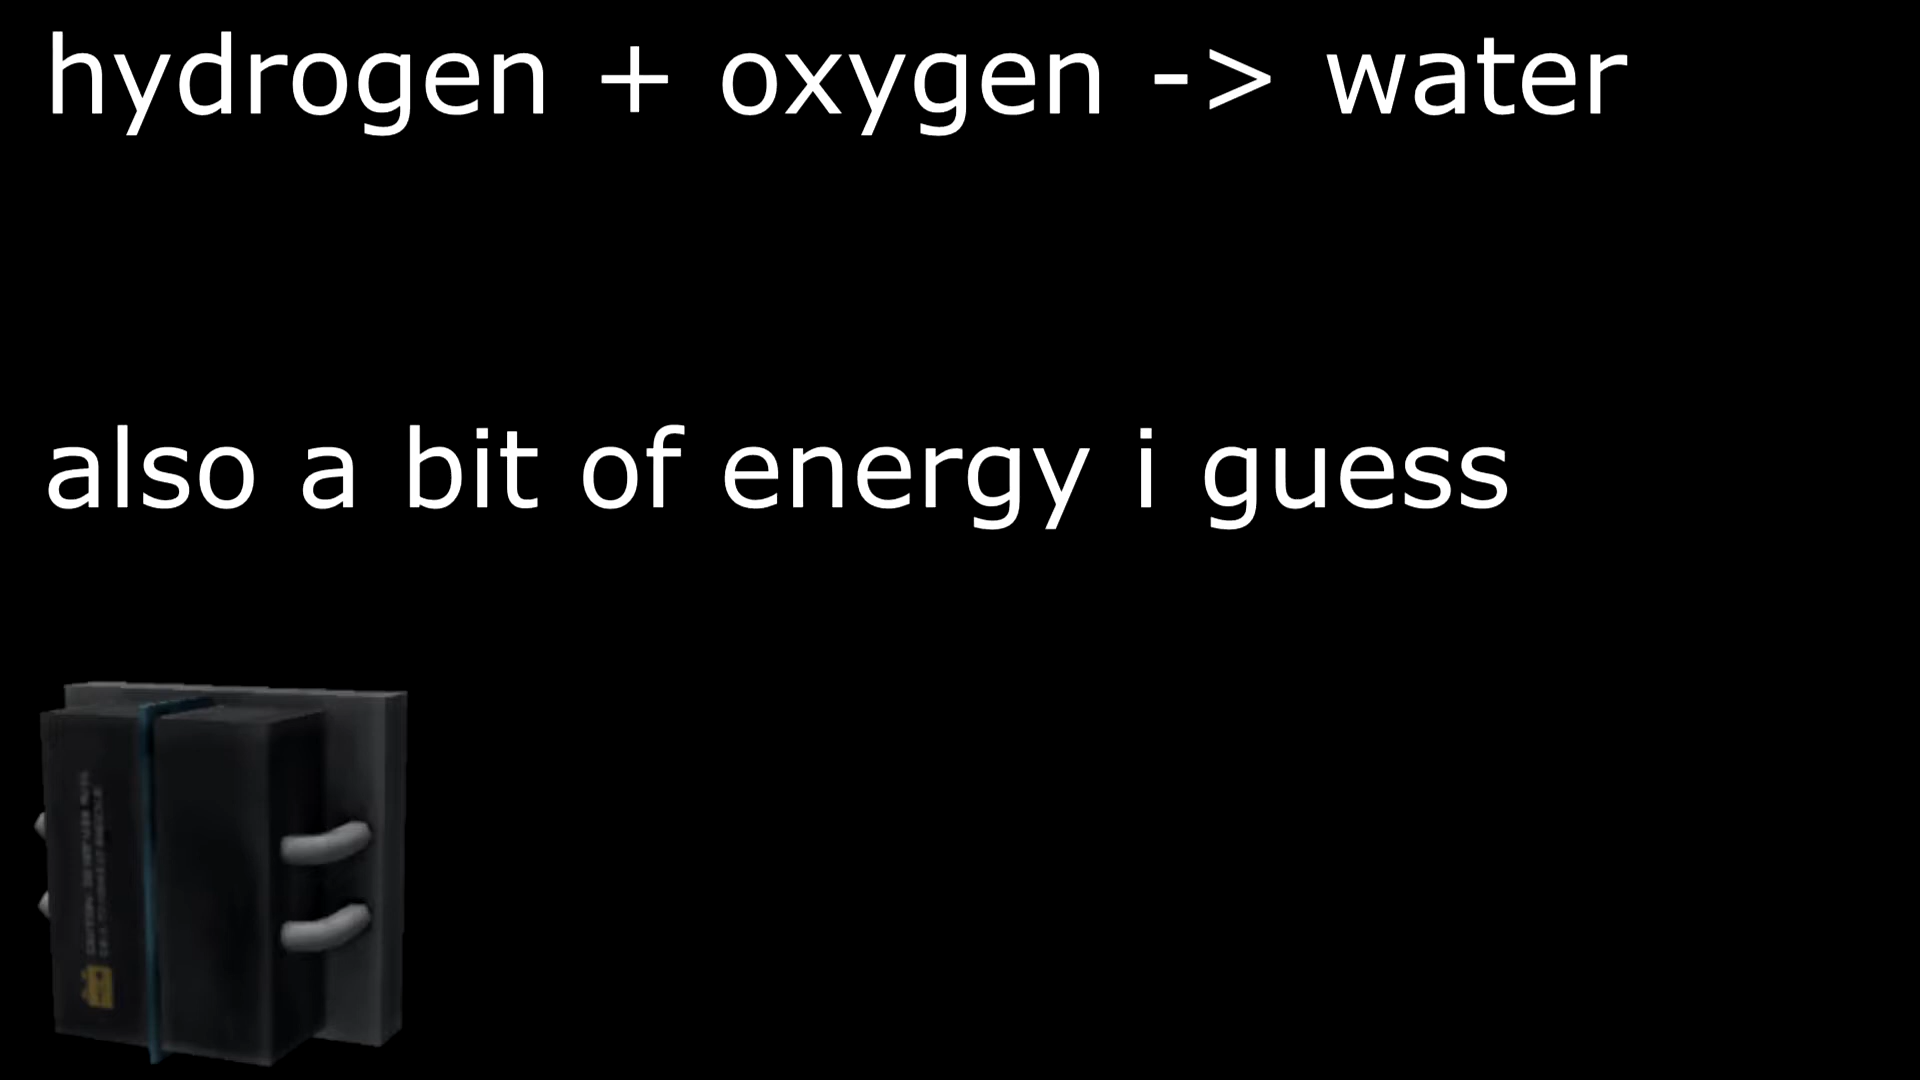 hydrogen + oxygen -> water
also a bit of energy i guess